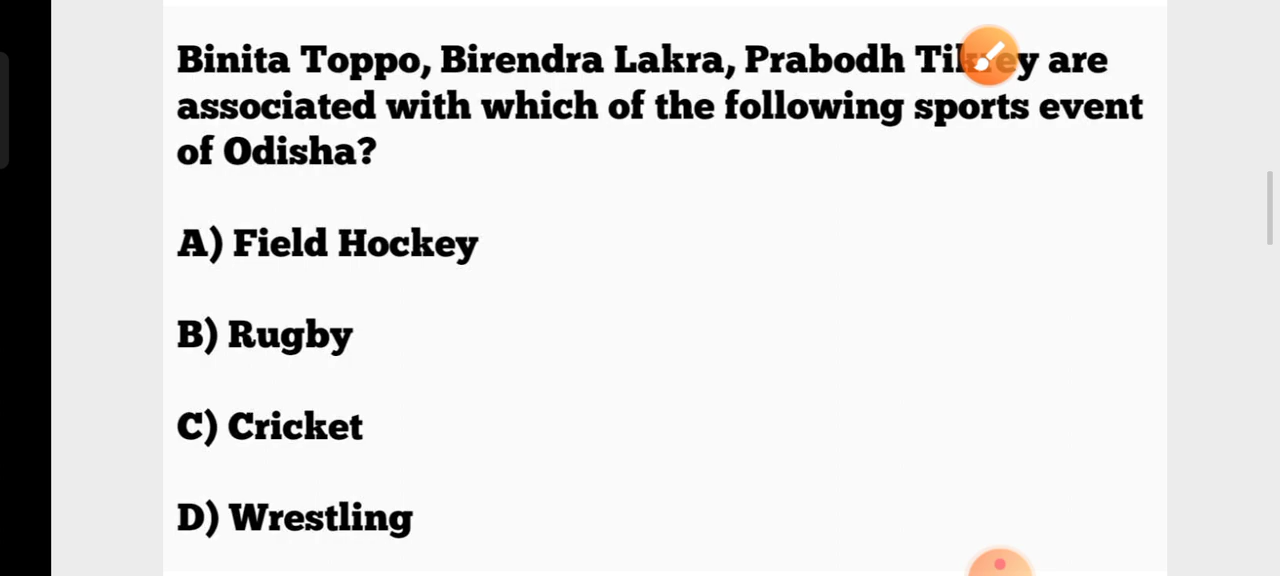 Binita Toppo, Birendra Lakra, Prabodh are
associated with which of the following sports event
of Odisha?
A) Field Hockey
B) Rugby
C) Cricket
D) Wrestling